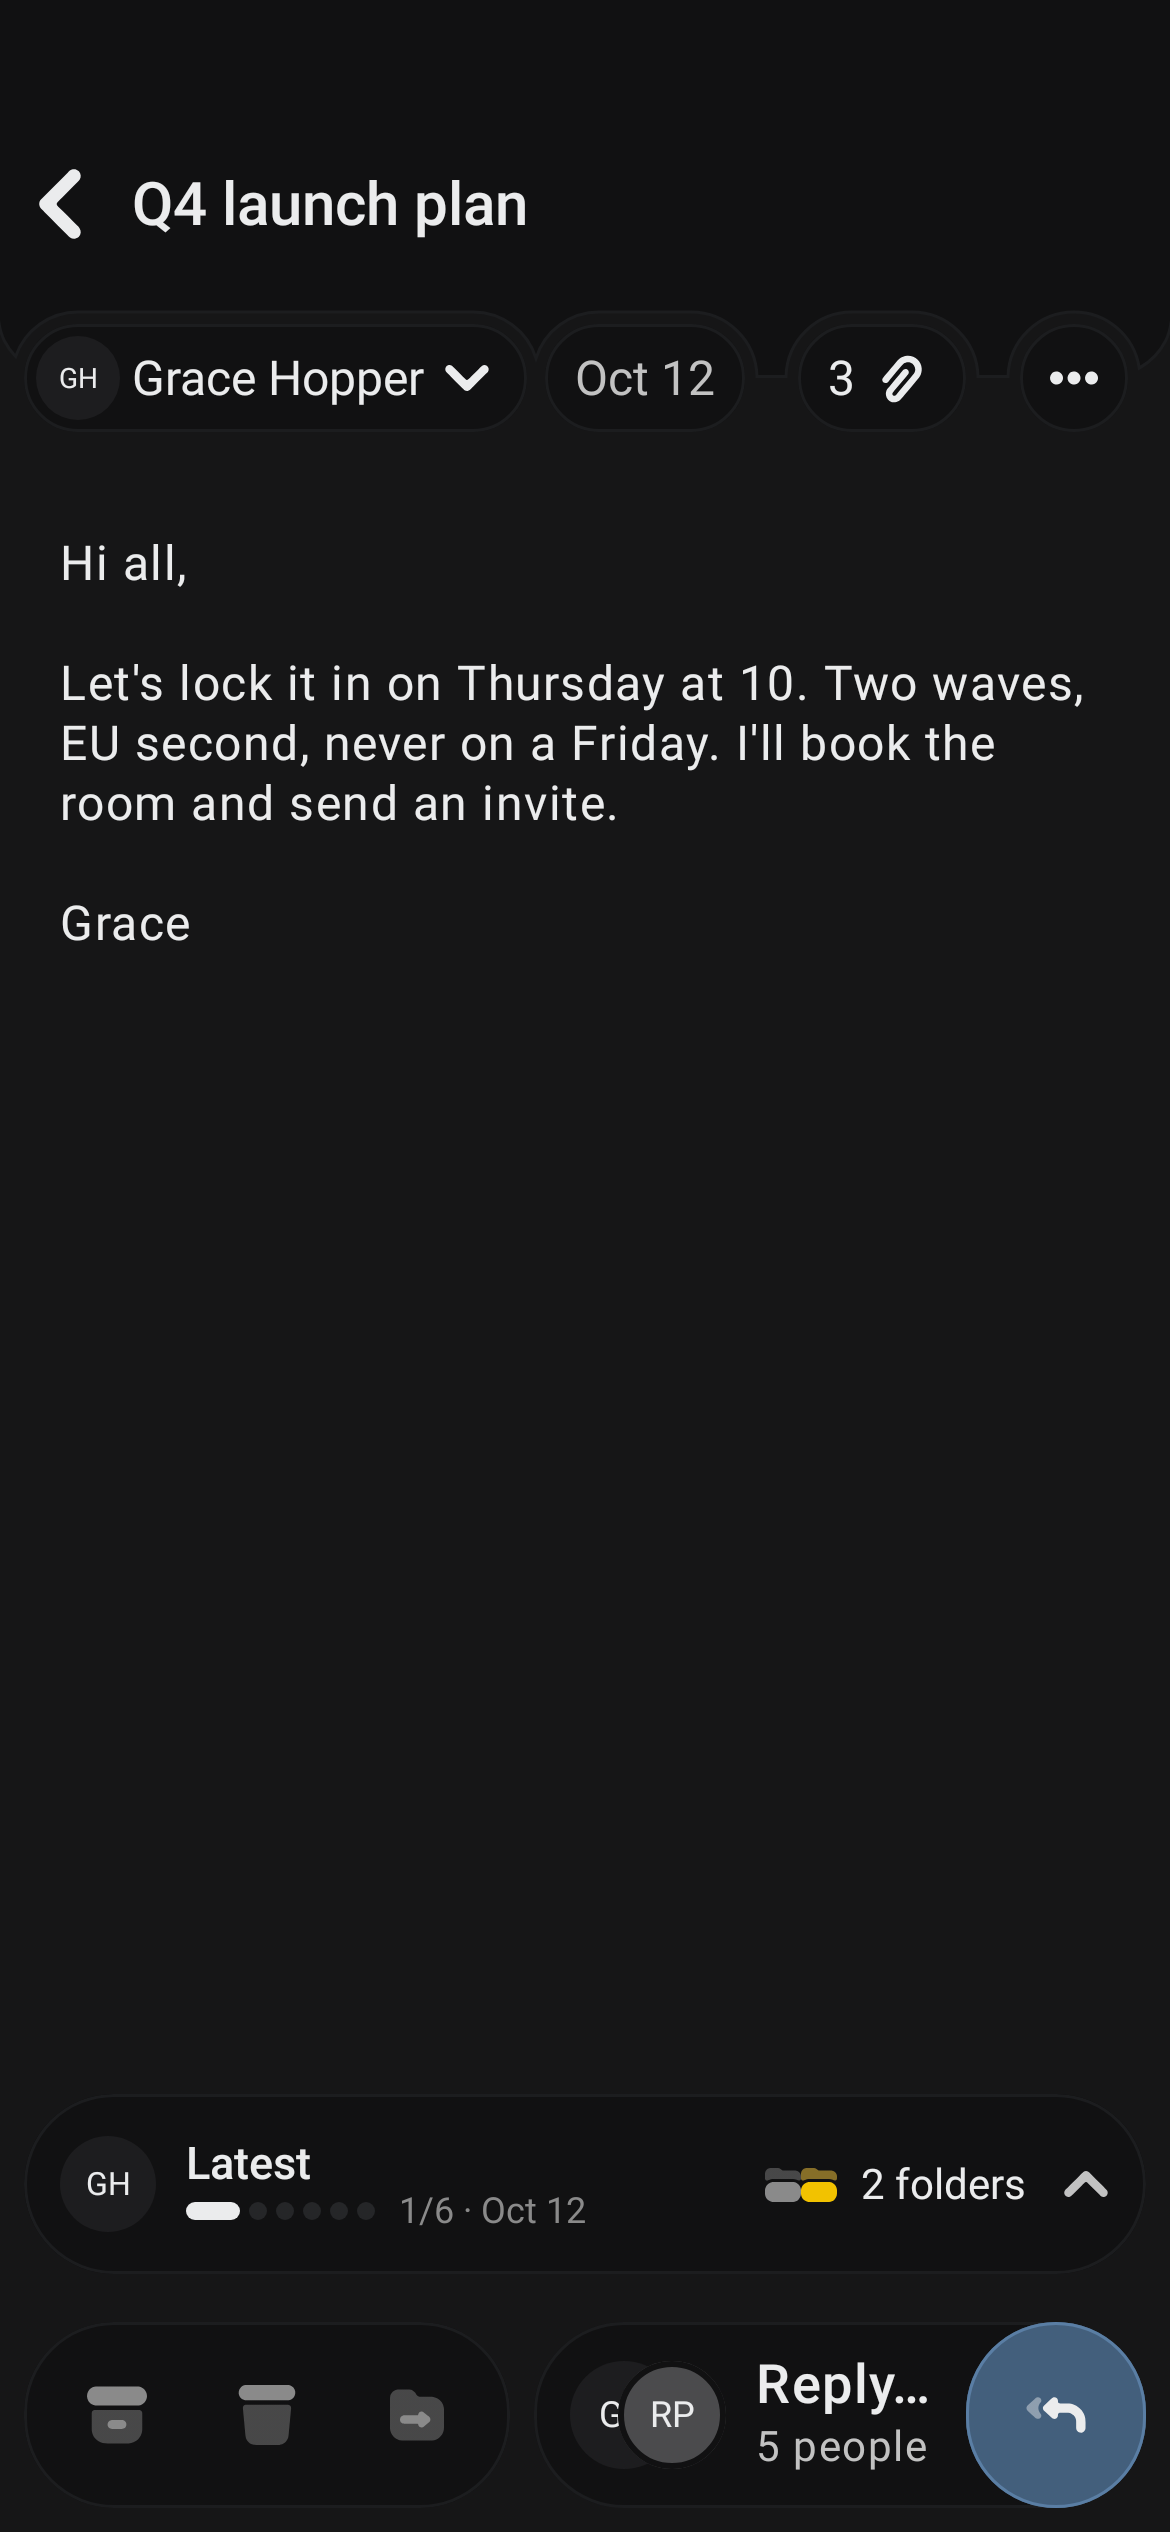 Q4 launch plan
GH Grace Hopper Oct 12 3
Hi all,
Let's lock it in on Thursday at 10. Two waves,
EU second, never on a Friday. I'll book the
room and send an invite.
Grace
GH Latest
1/6 · Oct 12
2 folders
G RP Reply...
5 people